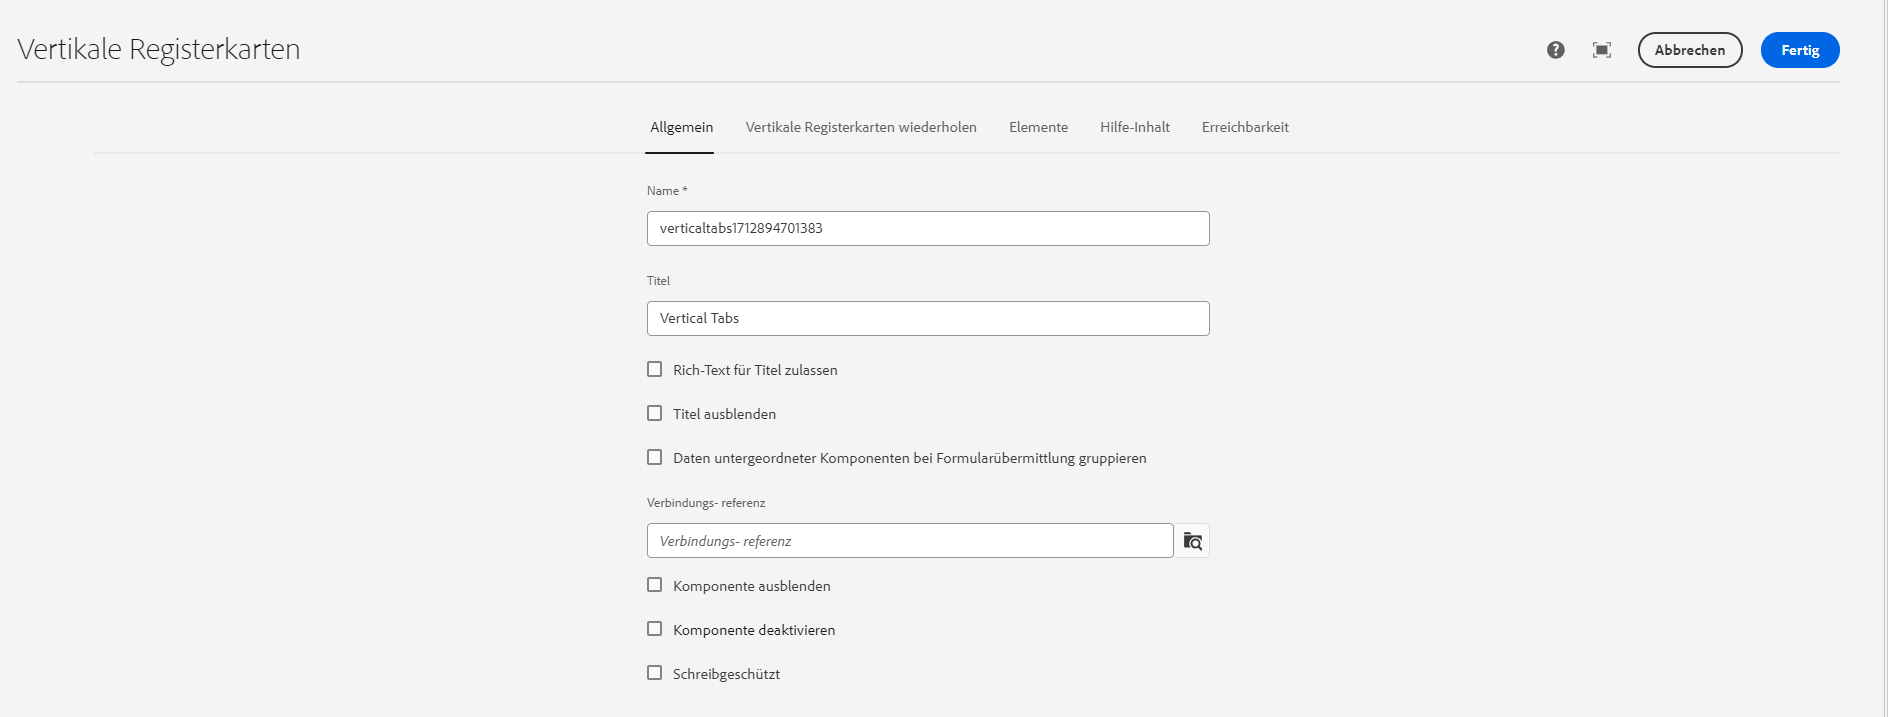 Vertikale Registerkarten
Abbrechen
Fertig
Allgemein
Vertikale Registerkarten wiederholen
Elemente
Hilfe-Inhalt
Erreichbarkeit
Name *
verticaltabs1712894701383
Titel
Vertical Tabs
Rich-Text für Titel zulassen
Titel ausblenden
Daten untergeordneter Komponenten bei Formularübermittlung gruppieren
Verbindungs- referenz
Verbindungs- referenz
Komponente ausblenden
Komponente deaktivieren
Schreibgeschützt